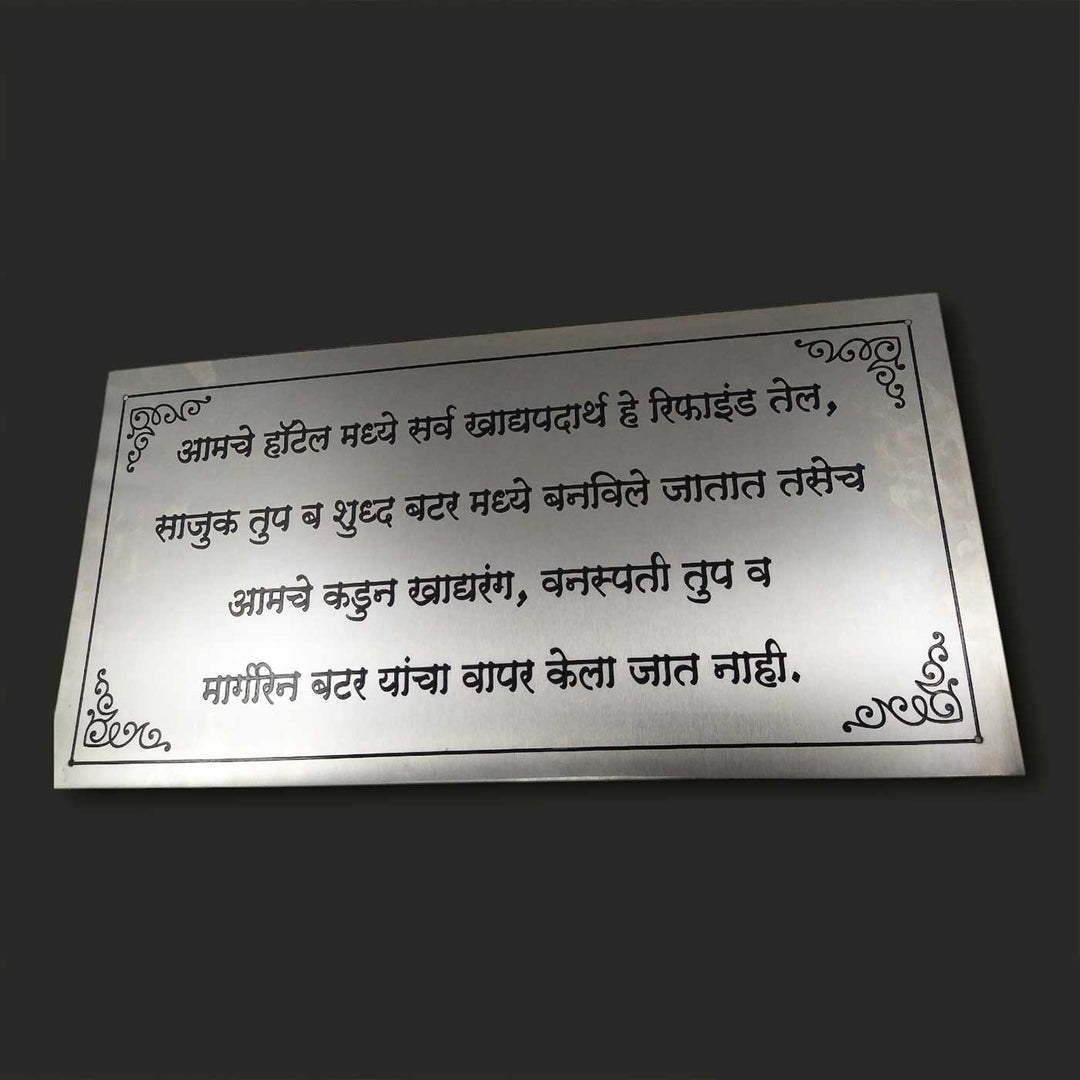 आमचे हॉटेल मध्ये सर्व खाद्यपदार्थ हे रिफाइंड तेल,
साजुक तुप ब शुध्द बटर मध्ये बनविले जातात तसेच
आमचे कडुन खाद्यरंग, वनस्पती तुप व
मार्गरिन बटर यांचा वापर केला जात नाही.